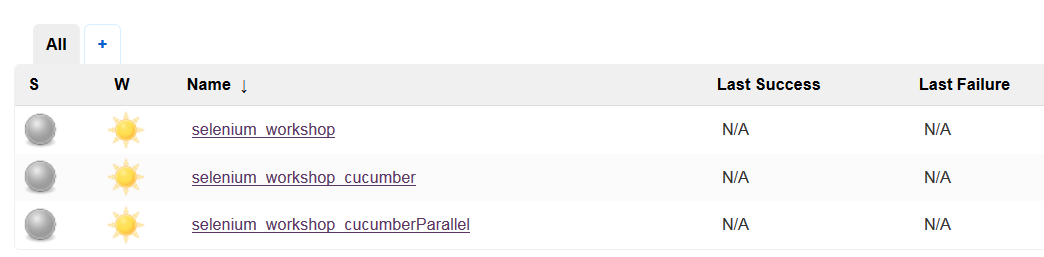 All +
S W Name ↓ Last Success Last Failure
selenium_workshop N/A N/A
selenium_workshop_cucumber N/A N/A
selenium_workshop_cucumberParallel N/A N/A